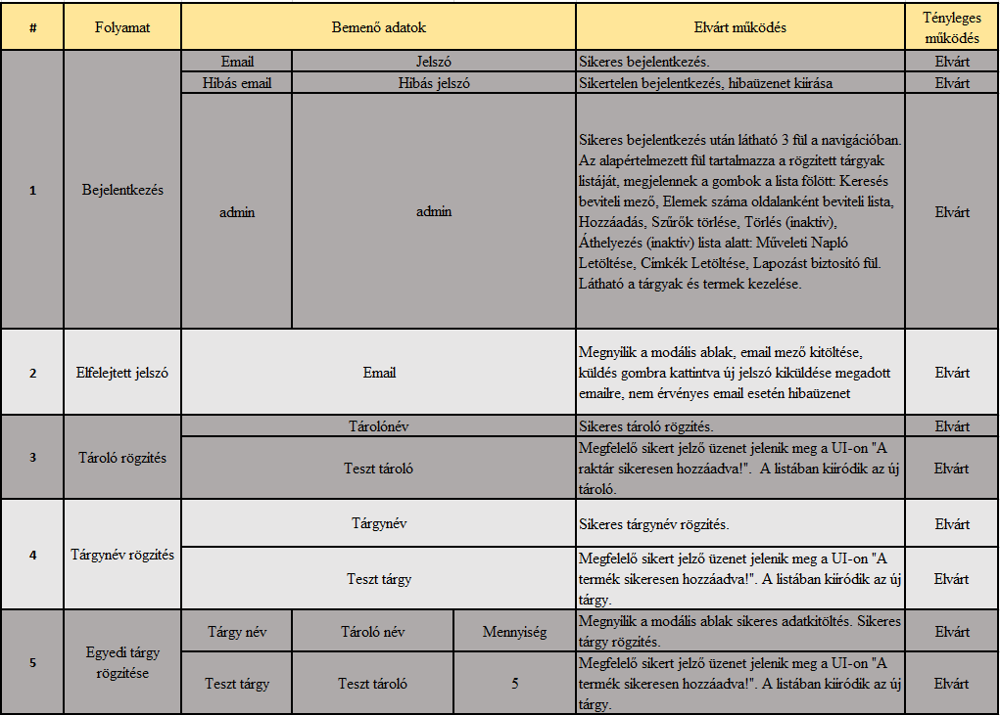 # Folyamat Bemenő adatok Elvárt működés Tényleges működés
Email Jelszó Sikeres bejelentkezés. Elvárt
Hibás email Hibás jelszó Sikertelen bejelentkezés, hibaüzenet kiírása Elvárt
1 Bejelentkezés admin admin
Sikeres bejelentkezés után látható 3 fül a navigációban.
Az alapértelmezett fül tartalmazza a rögzített tárgyak
listáját, megjelennek a gombok a lista fölött: Keresés
beviteli mező, Elemek száma oldalanként beviteli lista,
Hozzáadás, Szűrők törlése, Törlés (inaktív),
Áthelyezés (inaktív) lista alatt: Műveleti Napló
Letöltése, Címkék Letöltése, Lapozást biztosító fül.
Látható a tárgyak és termek kezelése.
Elvárt
2 Elfelejtett jelszó Email
Megnyílik a modális ablak, email mező kitöltése,
küldés gombra kattintva új jelszó kiküldése megadott
emailre, nem érvényes email esetén hibaüzenet
Elvárt
3 Tároló rögzítés
Tárolónév Sikeres tároló rögzítés. Elvárt
Teszt tároló
Megfelelő sikert jelző üzenet jelenik meg a UI-on "A
raktár sikeresen hozzáadva!".  A listában kiíródik az új
tároló.
Elvárt
4 Tárgynév rögzítés
Tárgynév Sikeres tárgynév rögzítés. Elvárt
Teszt tárgy
Megfelelő sikert jelző üzenet jelenik meg a UI-on "A
termék sikeresen hozzáadva!". A listában kiíródik az új
tárgy.
Elvárt
5 Egyedi tárgy rögzítése
Tárgy név Tároló név Mennyiség
Megnyílik a modális ablak sikeres adatkitöltés. Sikeres
tárgy rögzítés.
Elvárt
Teszt tárgy Teszt tároló 5
Megfelelő sikert jelző üzenet jelenik meg a UI-on "A
termék sikeresen hozzáadva!". A listában kiíródik az új
tárgy.
Elvárt